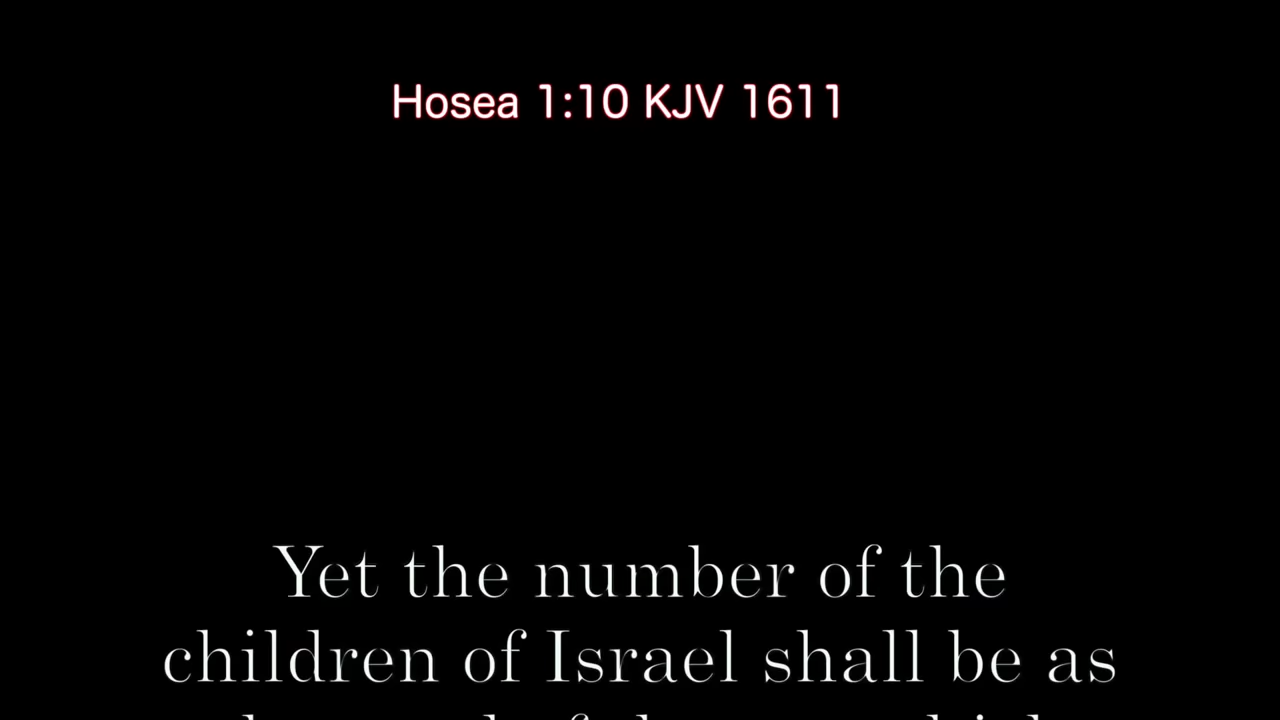 Hosea 1:10 KJV 1611
Yet the number of the
children of Israel shall be as